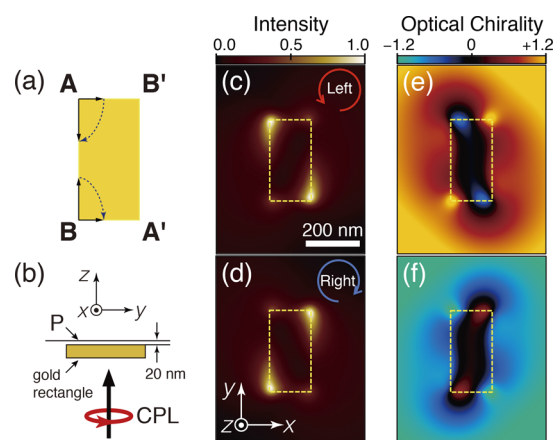 Intensity
Optical Chirality
0.0 0.5 1.0
−1.2 0 +1.2
(a)
A B'
B A'
(b)
z
x y
P
gold
rectangle
20 nm
CPL
(c)
Left
200 nm
(d)
Right
y
z x
(e)
(f)